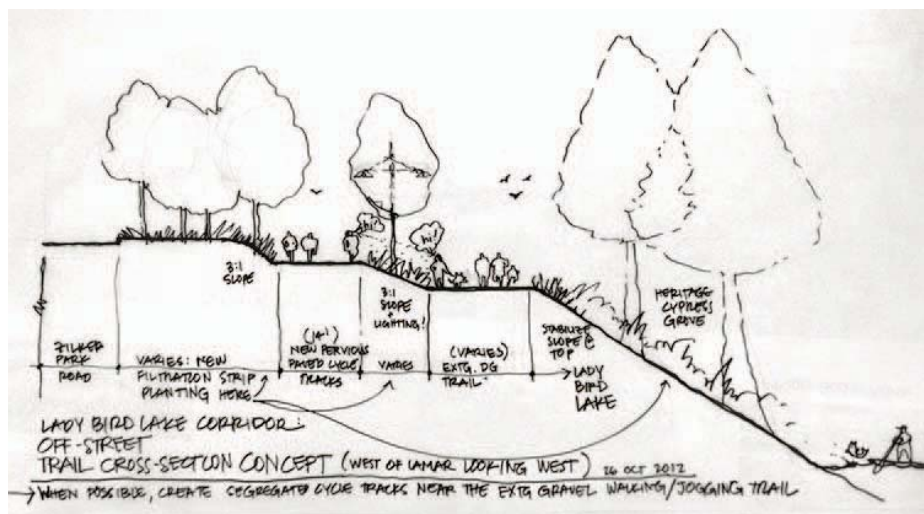 hi!
hi!
3:1
SLOPE
3:1
SLOPE
+
LIGHTING!
HERITAGE
CYPRESS
GROVE
ZILKER
PARK
ROAD
VARIES: NEW
FILTRATION STRIP
PLANTING HERE
(14')
NEW PERVIOUS
PAVED CYCLE
TRACKS
VARIES
(VARIES)
EXTG. DG
TRAIL
STABILIZE
SLOPE @
TOP
LADY
BIRD
LAKE
LADY BIRD LAKE CORRIDOR:
OFF-STREET
TRAIL CROSS-SECTION CONCEPT (WEST OF LAMAR LOOKING WEST) 26 OCT 2012
→ WHEN POSSIBLE, CREATE SEGREGATED CYCLE TRACKS NEAR THE EXTG GRAVEL WALKING/JOGGING TRAIL